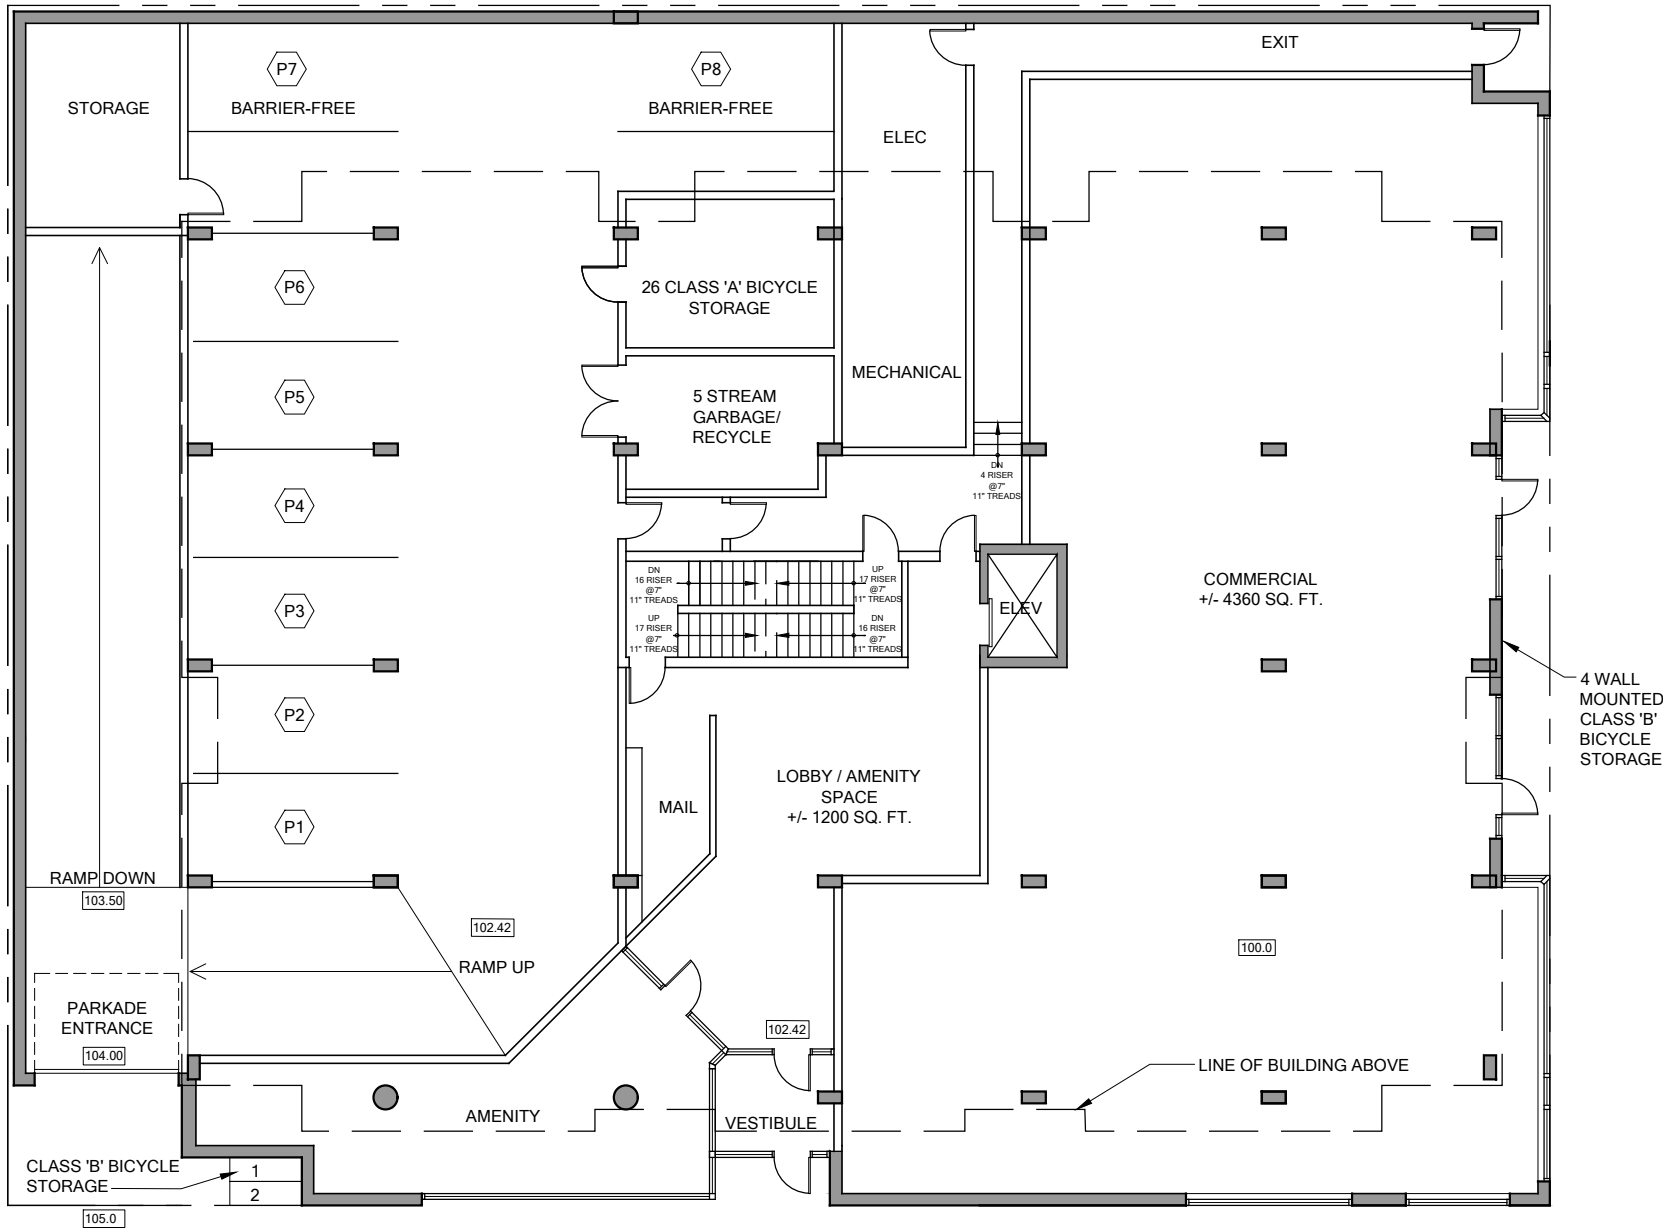 EXIT
P7
P8
STORAGE
BARRIER-FREE
BARRIER-FREE
ELEC
P6
26 CLASS 'A' BICYCLE
STORAGE
MECHANICAL
P5
5 STREAM
GARBAGE/
RECYCLE
DN
4 RISER
@7"
11" TREADS
P4
DN
16 RISER
@7"
11" TREADS
UP
17 RISER
@7"
11" TREADS
COMMERCIAL
+/- 4360 SQ. FT.
P3
UP
17 RISER
@7"
11" TREADS
DN
16 RISER
@7"
11" TREADS
ELEV
4 WALL
MOUNTED
CLASS 'B'
BICYCLE
STORAGE
P2
LOBBY / AMENITY
SPACE
+/- 1200 SQ. FT.
MAIL
P1
RAMP DOWN
103.50
102.42
100.0
RAMP UP
PARKADE
ENTRANCE
104.00
102.42
LINE OF BUILDING ABOVE
AMENITY
VESTIBULE
CLASS 'B' BICYCLE
STORAGE
1
2
105.0